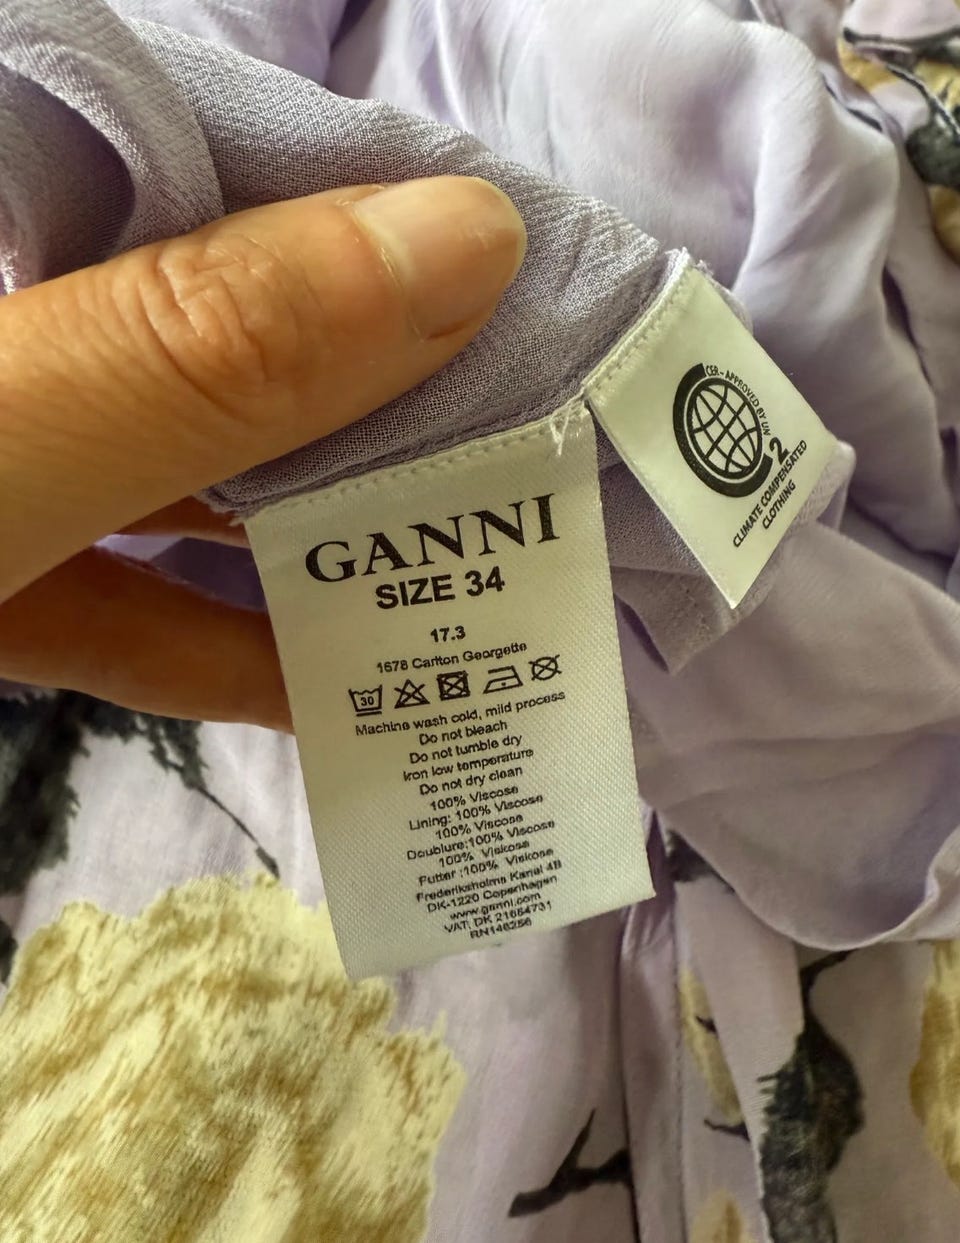 GANNI
SIZE 34
17.3
1678 Carlton Georgette
30
Machine wash cold, mild process
Do not bleach
Do not tumble dry
Iron low temperature
Do not dry clean
100% Viscose
Lining: 100% Viscose
100% Viscose
Doublure:100% Viscose
100% Viskose
Futter :100% Viskose
Frederiksholms Kanal 4B
DK-1220 Copenhagen
www.ganni.com
VAT: DK 21654731
RN146256
CER - APPROVED BY UN
2
CLIMATE COMPENSATED
CLOTHING